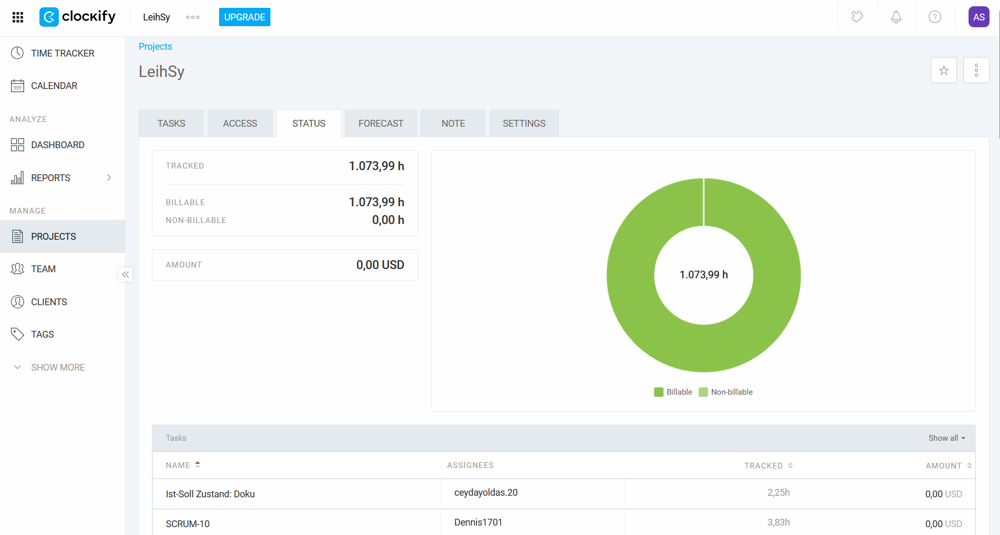 clockify
LeihSy
UPGRADE
?
AS
TIME TRACKER
CALENDAR
ANALYZE
DASHBOARD
REPORTS
MANAGE
PROJECTS
TEAM
CLIENTS
TAGS
SHOW MORE
Projects
LeihSy
TASKS
ACCESS
STATUS
FORECAST
NOTE
SETTINGS
TRACKED 1.073,99 h
BILLABLE 1.073,99 h
NON-BILLABLE 0,00 h
AMOUNT 0,00 USD
1.073,99 h
Billable Non-billable
Tasks Show all
NAME ASSIGNEES TRACKED AMOUNT
Ist-Soll Zustand: Doku ceydayoldas.20 2,25h 0,00 USD
SCRUM-10 Dennis1701 3,83h 0,00 USD